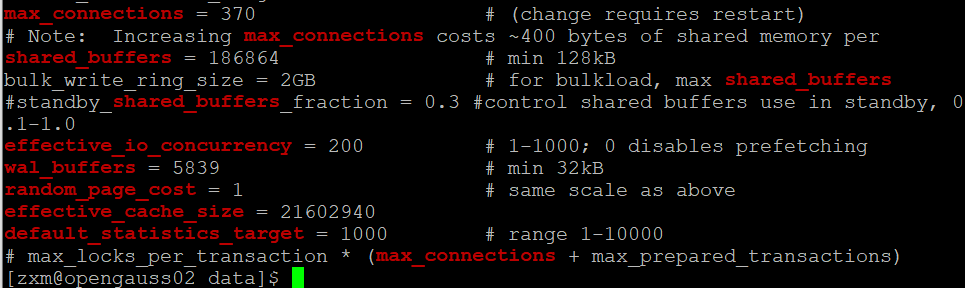 max_connections = 370                   # (change requires restart)
# Note:  Increasing max_connections costs ~400 bytes of shared memory per
shared_buffers = 186864                 # min 128kB
bulk_write_ring_size = 2GB              # for bulkload, max shared_buffers
#standby_shared_buffers_fraction = 0.3 #control shared buffers use in standby, 0
.1-1.0
effective_io_concurrency = 200          # 1-1000; 0 disables prefetching
wal_buffers = 5839                      # min 32kB
random_page_cost = 1                    # same scale as above
effective_cache_size = 21602940
default_statistics_target = 1000        # range 1-10000
# max_locks_per_transaction * (max_connections + max_prepared_transactions)
[zxm@opengauss02 data]$